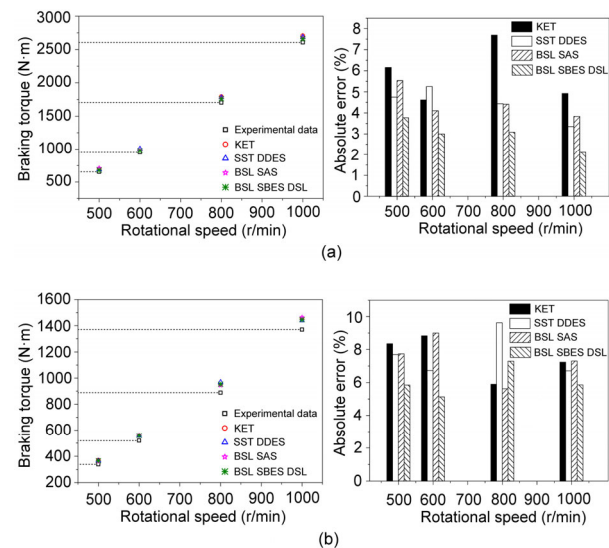 3000
2500
2000
1500
1000
500
Braking torque (N·m)
Experimental data
KET
SST DDES
BSL SAS
BSL SBES DSL
500 600 700 800 900 1000
Rotational speed (r/min)
8
7
6
5
4
3
2
1
0
Absolute error (%)
KET
SST DDES
BSL SAS
BSL SBES DSL
500 600 700 800 900 1000
Rotational speed (r/min)
(a)
1600
1400
1200
1000
800
600
400
200
Braking torque (N·m)
Experimental data
KET
SST DDES
BSL SAS
BSL SBES DSL
500 600 700 800 900 1000
Rotational speed (r/min)
10
8
6
4
2
0
Absolute error (%)
KET
SST DDES
BSL SAS
BSL SBES DSL
500 600 700 800 900 1000
Rotational speed (r/min)
(b)